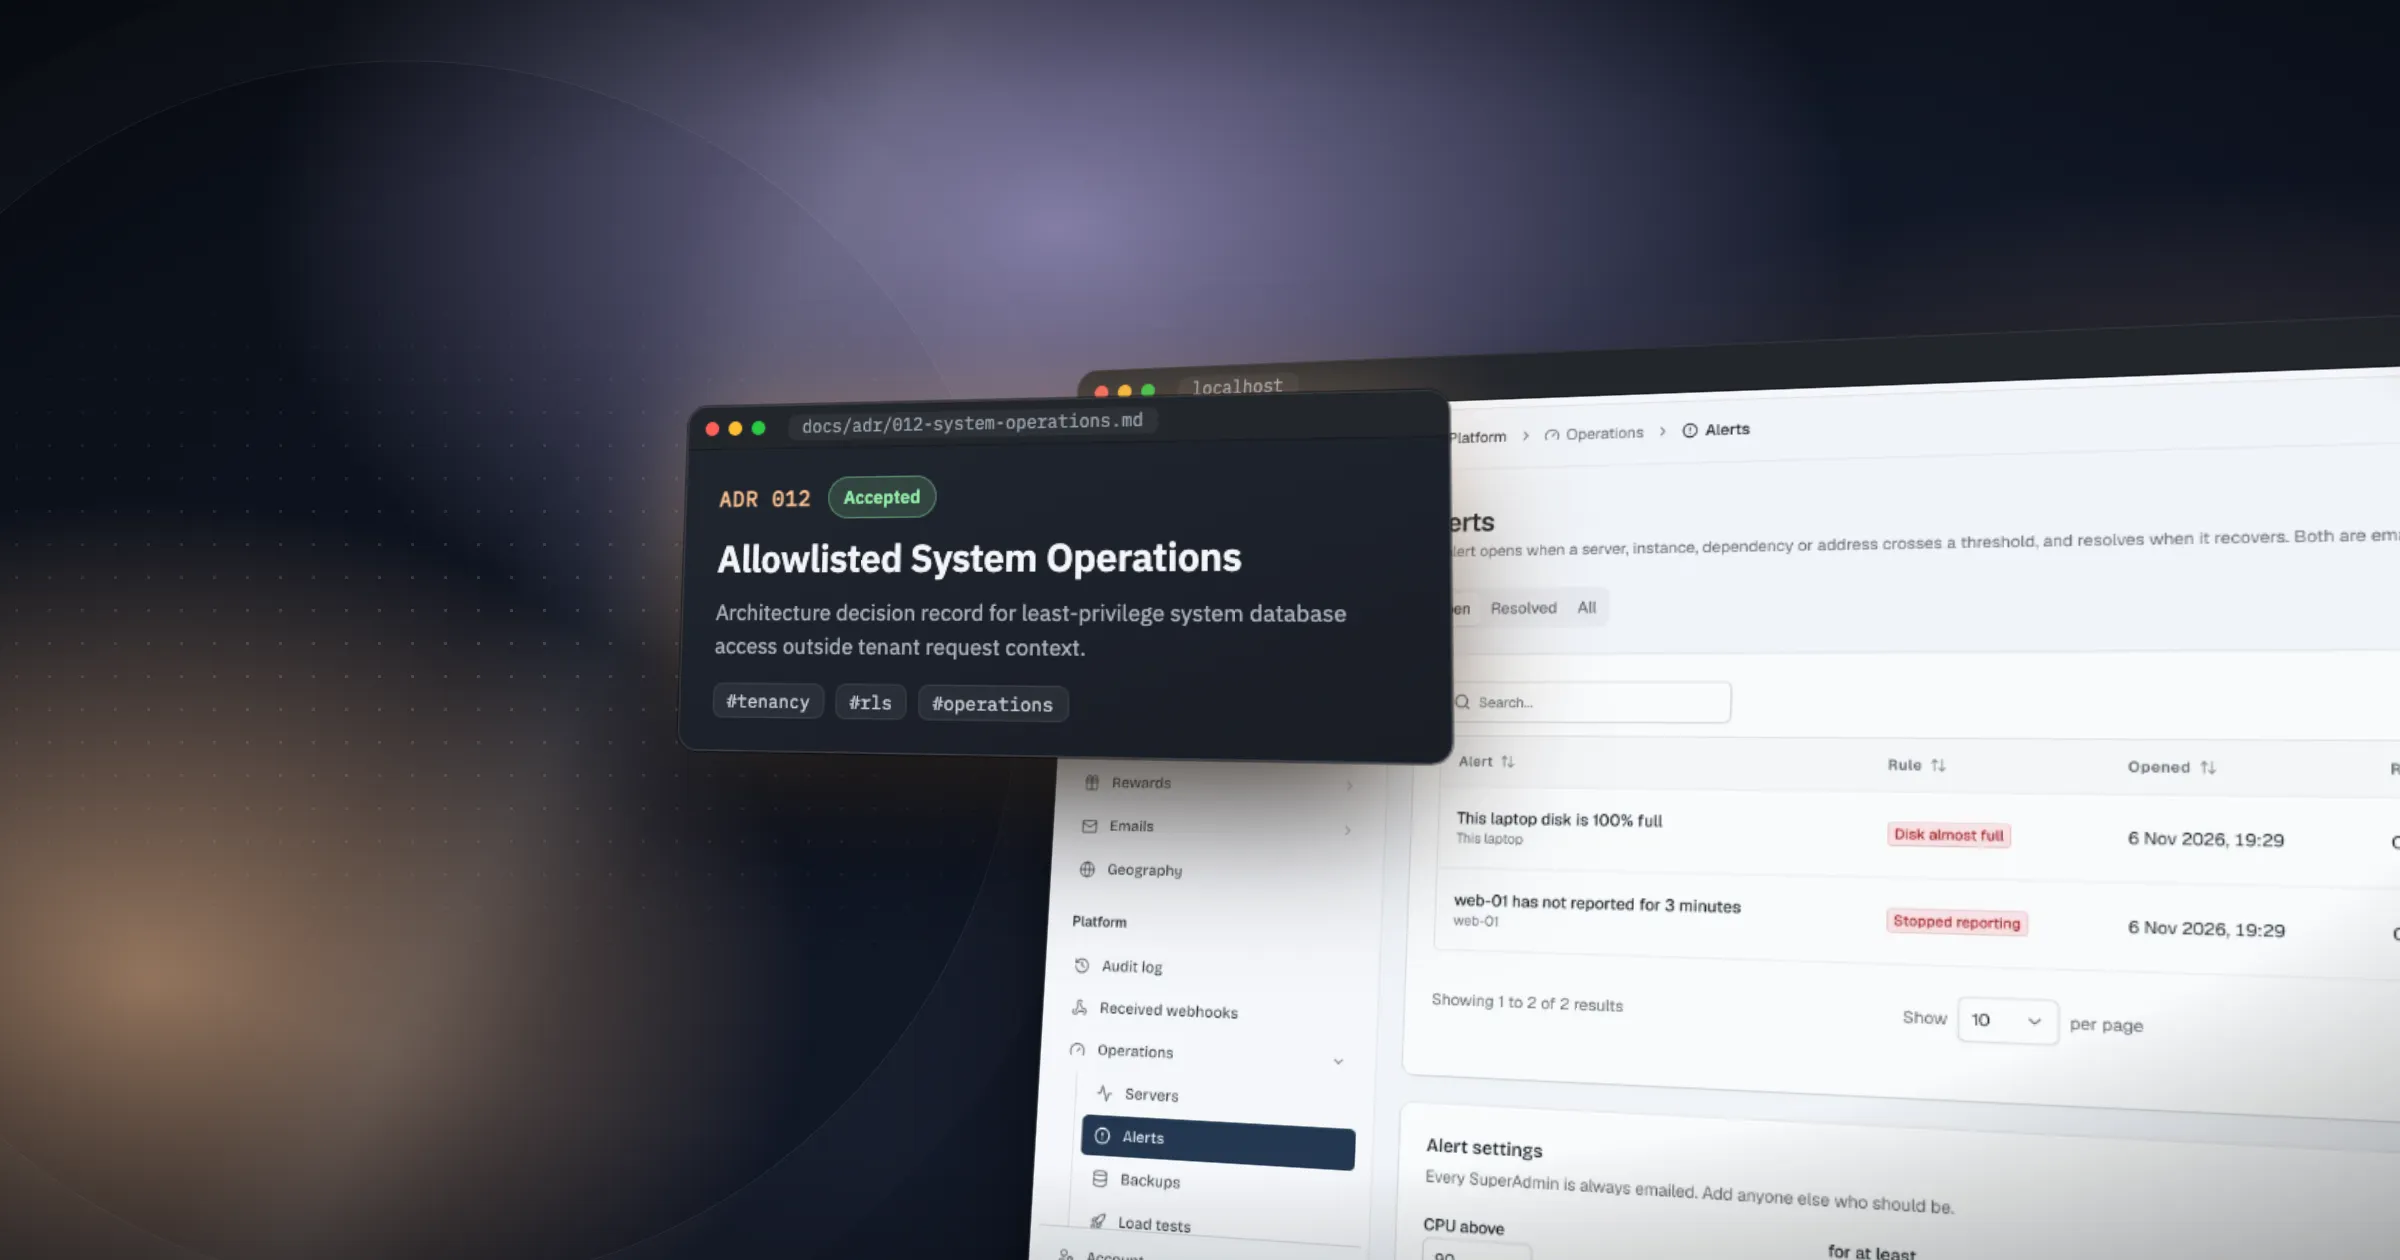 localhost
docs/adr/012-system-operations.md
ADR 012
Accepted
Allowlisted System Operations
Architecture decision record for least-privilege system database
access outside tenant request context.
#tenancy
#rls
#operations
Platform > Operations > Alerts
erts
lert opens when a server, instance, dependency or address crosses a threshold, and resolves when it recovers. Both are em
en Resolved All
Search...
Alert Rule Opened
This laptop disk is 100% full
This laptop
Disk almost full
6 Nov 2026, 19:29
web-01 has not reported for 3 minutes
web-01
Stopped reporting
6 Nov 2026, 19:29
Showing 1 to 2 of 2 results
Show 10 per page
Rewards
Emails
Geography
Platform
Audit log
Received webhooks
Operations
Servers
Alerts
Backups
Load tests
Account
Alert settings
Every SuperAdmin is always emailed. Add anyone else who should be.
CPU above
90
for at least